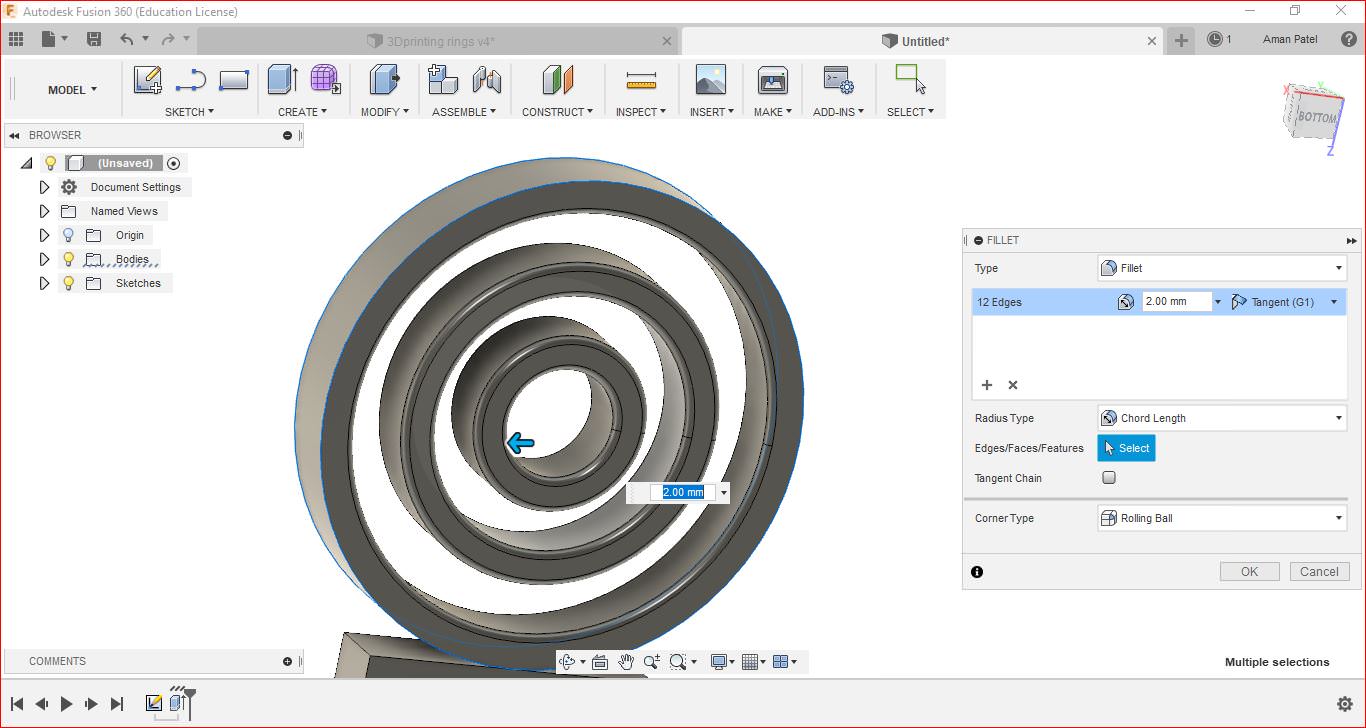 Autodesk Fusion 360 (Education License)
3Dprinting rings v4*
Untitled*
1
Aman Patel
MODEL
SKETCH
CREATE
MODIFY
ASSEMBLE
CONSTRUCT
INSPECT
INSERT
MAKE
ADD-INS
SELECT
BROWSER
(Unsaved)
Document Settings
Named Views
Origin
Bodies
Sketches
X
Y
BOTTOM
Z
FILLET
Type
Fillet
12 Edges
2.00 mm
Tangent (G1)
Radius Type
Chord Length
Edges/Faces/Features
Select
Tangent Chain
Corner Type
Rolling Ball
OK
Cancel
2.00 mm
COMMENTS
Multiple selections